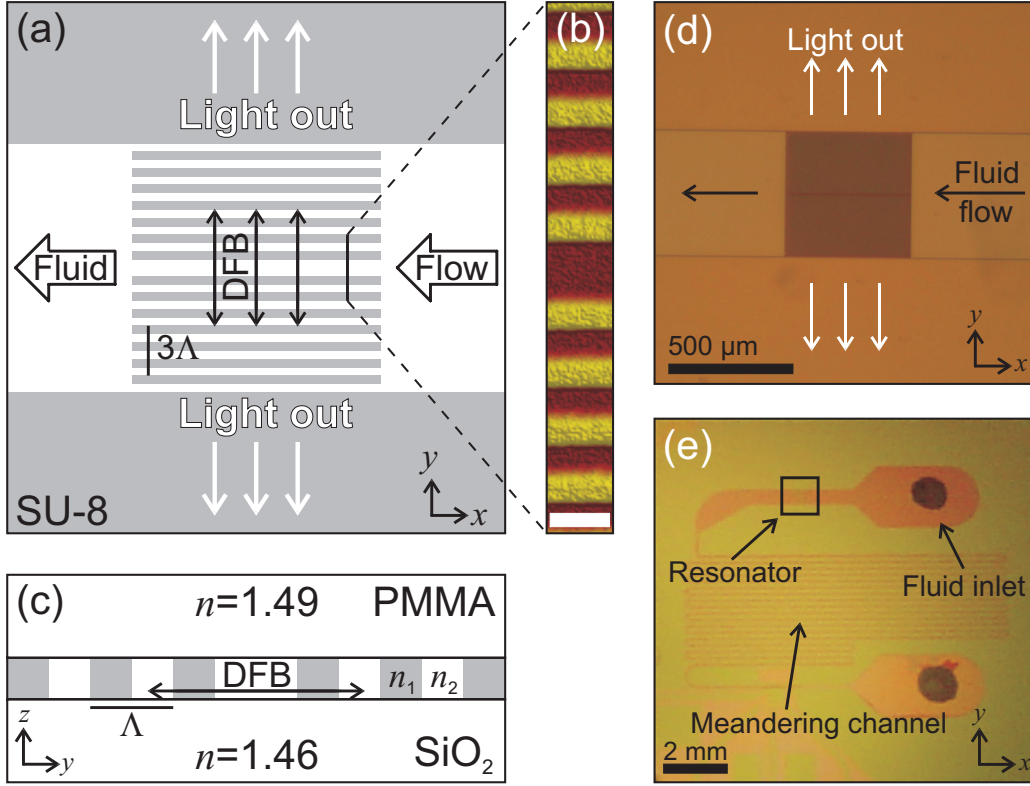 (a)
Light out
Fluid
DFB
Flow
3Λ
Light out
SU-8
y
x
(b)
(c)
n=1.49
PMMA
DFB
n1
n2
Λ
z
y
n=1.46
SiO2
(d)
Light out
Fluid
flow
500 μm
y
x
(e)
Resonator
Fluid inlet
Meandering channel
2 mm
y
x